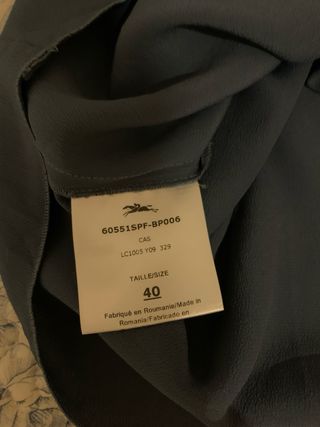 60551SPF-BP006
CAS
LC1005 Y09 329
TAILLE/SIZE
40
Fabriqué en Roumanie/Made in
Romania/Fabricado en